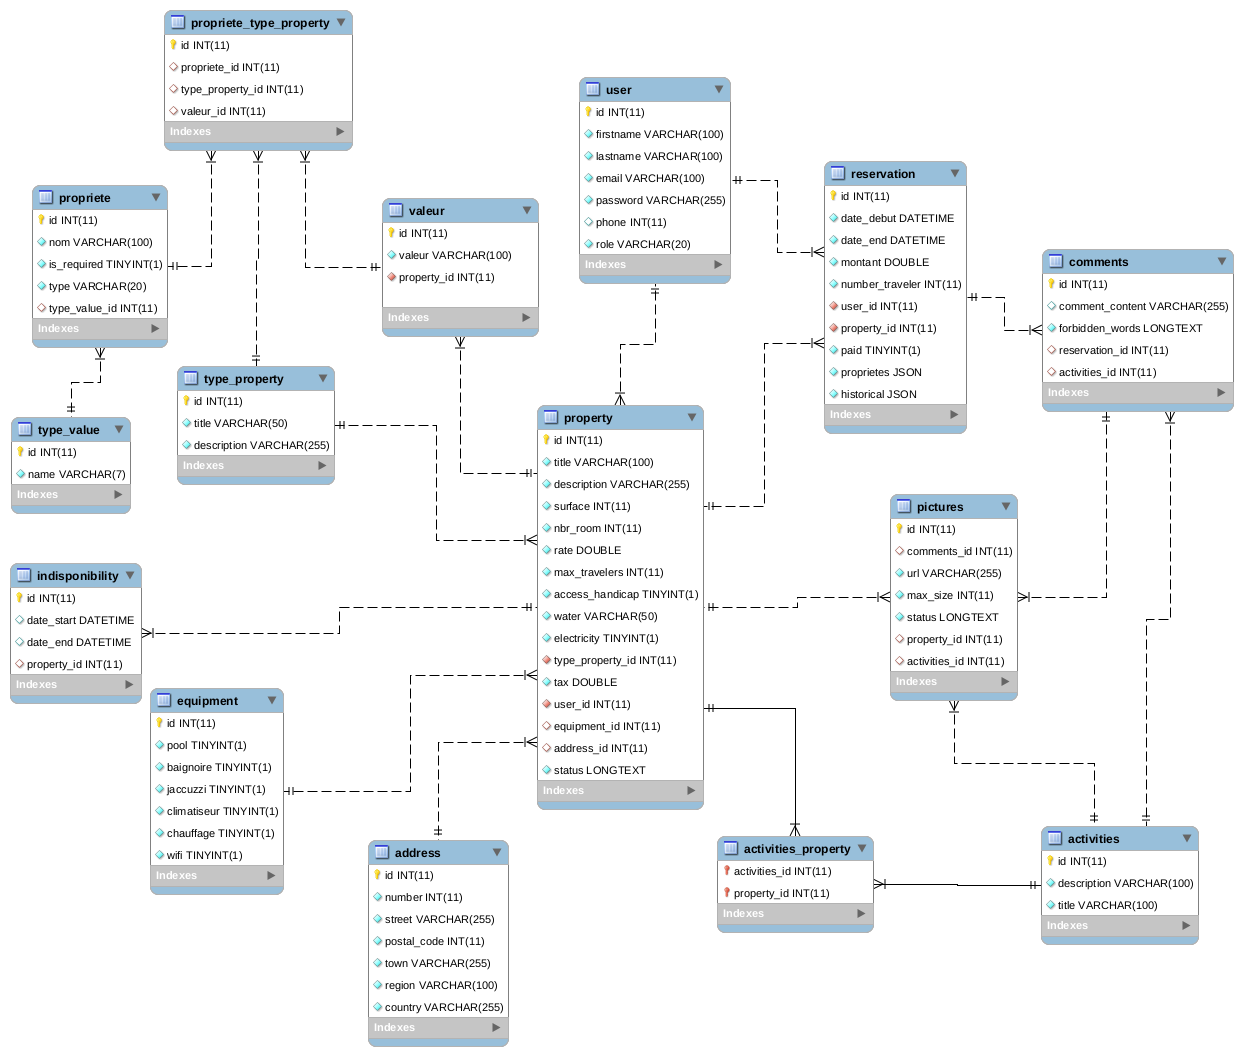 propriete_type_property
id INT(11)
propriete_id INT(11)
type_property_id INT(11)
valeur_id INT(11)
Indexes
user
id INT(11)
firstname VARCHAR(100)
lastname VARCHAR(100)
email VARCHAR(100)
password VARCHAR(255)
phone INT(11)
role VARCHAR(20)
Indexes
reservation
id INT(11)
date_debut DATETIME
date_end DATETIME
montant DOUBLE
number_traveler INT(11)
user_id INT(11)
property_id INT(11)
paid TINYINT(1)
proprietes JSON
historical JSON
Indexes
propriete
id INT(11)
nom VARCHAR(100)
is_required TINYINT(1)
type VARCHAR(20)
type_value_id INT(11)
Indexes
valeur
id INT(11)
valeur VARCHAR(100)
property_id INT(11)
Indexes
comments
id INT(11)
comment_content VARCHAR(255)
forbidden_words LONGTEXT
reservation_id INT(11)
activities_id INT(11)
Indexes
type_property
id INT(11)
title VARCHAR(50)
description VARCHAR(255)
Indexes
type_value
id INT(11)
name VARCHAR(7)
Indexes
property
id INT(11)
title VARCHAR(100)
description VARCHAR(255)
surface INT(11)
nbr_room INT(11)
rate DOUBLE
max_travelers INT(11)
access_handicap TINYINT(1)
water VARCHAR(50)
electricity TINYINT(1)
type_property_id INT(11)
tax DOUBLE
user_id INT(11)
equipment_id INT(11)
address_id INT(11)
status LONGTEXT
Indexes
pictures
id INT(11)
comments_id INT(11)
url VARCHAR(255)
max_size INT(11)
status LONGTEXT
property_id INT(11)
activities_id INT(11)
Indexes
indisponibility
id INT(11)
date_start DATETIME
date_end DATETIME
property_id INT(11)
Indexes
equipment
id INT(11)
pool TINYINT(1)
baignoire TINYINT(1)
jaccuzzi TINYINT(1)
climatiseur TINYINT(1)
chauffage TINYINT(1)
wifi TINYINT(1)
Indexes
address
id INT(11)
number INT(11)
street VARCHAR(255)
postal_code INT(11)
town VARCHAR(255)
region VARCHAR(100)
country VARCHAR(255)
Indexes
activities_property
activities_id INT(11)
property_id INT(11)
Indexes
activities
id INT(11)
description VARCHAR(100)
title VARCHAR(100)
Indexes